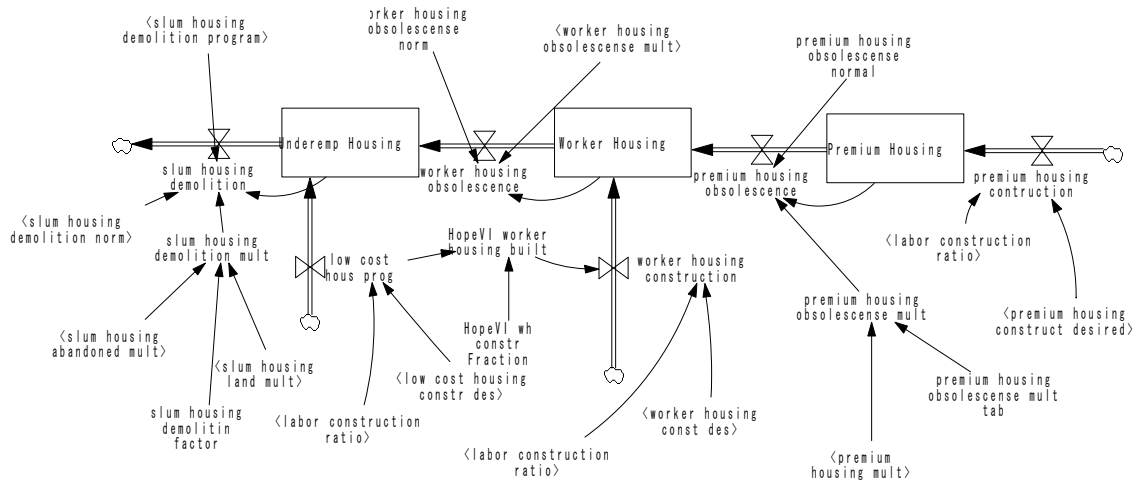 <slum housing
demolition program>
orker housing
obsolescense
norm
<worker housing
obsolescense mult>
premium housing
obsolescense
normal
Underemp Housing
Worker Housing
Premium Housing
slum housing
demolition
worker housing
obsolescence
premium housing
obsolescence
premium housing
contruction
<slum housing
demolition norm>
slum housing
demolition mult
low cost
hous prog
HopeVI worker
housing built
worker housing
construction
<labor construction
ratio>
premium housing
obsolescense mult
<premium housing
construct desired>
<slum housing
abandoned mult>
<slum housing
land mult>
HopeVI wh
constr
Fraction
<low cost housing
constr des>
slum housing
demolitin
factor
<labor construction
ratio>
<labor construction
ratio>
<worker housing
const des>
premium housing
obsolescense mult
tab
<premium
housing mult>